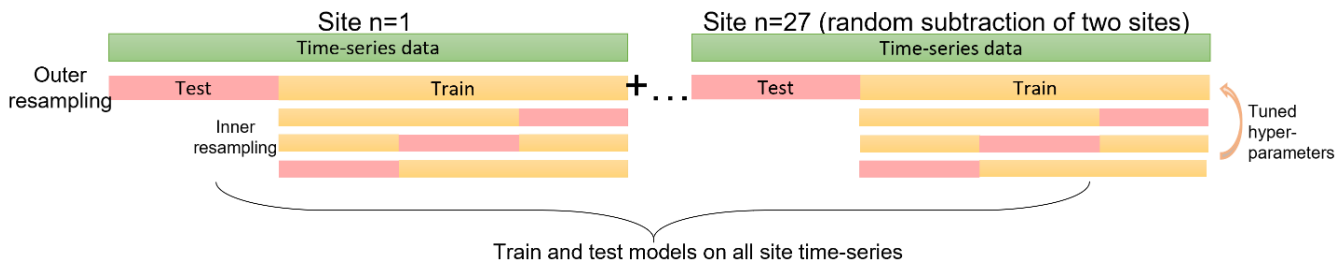 Site n=1
Site n=27 (random subtraction of two sites)
Time-series data
Time-series data
Outer
resampling
Test
Train
+ ...
Test
Train
Inner
resampling
Tuned
hyper-
parameters
Train and test models on all site time-series